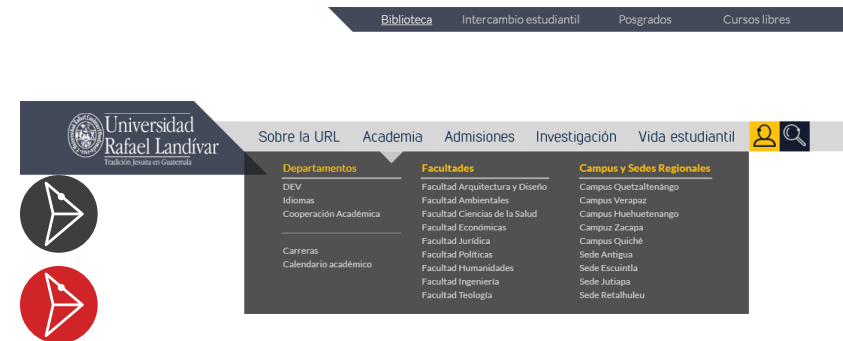 Biblioteca Intercambio estudiantil Posgrados Cursos libres
Universidad
Rafael Landívar
Tradición Jesuita en Guatemala
Sobre la URL Academia Admisiones Investigación Vida estudiantil
Departamentos
DEV
Idiomas
Cooperación Académica
Carreras
Calendario académico
Facultades
Facultad Arquitectura y Diseño
Facultad Ambientales
Facultad Ciencias de la Salud
Facultad Económicas
Facultad Jurídica
Facultad Políticas
Facultad Humanidades
Facultad Ingeniería
Facultad Teología
Campus y Sedes Regionales
Campus Quetzaltenángo
Campus Verapaz
Campus Huehuetenango
Campuz Zacapa
Campus Quiché
Sede Antigua
Sede Escuintla
Sede Jutiapa
Sede Retalhuleu